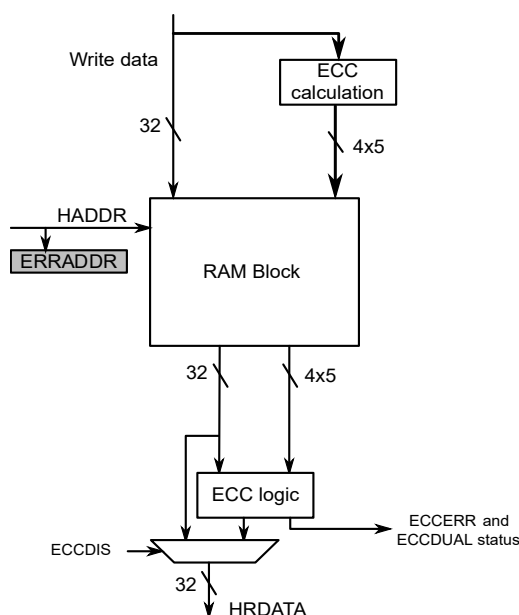 Write data
ECC
calculation
32
4x5
HADDR
ERRADDR
RAM Block
32
4x5
ECC logic
ECCERR and
ECCDUAL status
ECCDIS
32
HRDATA